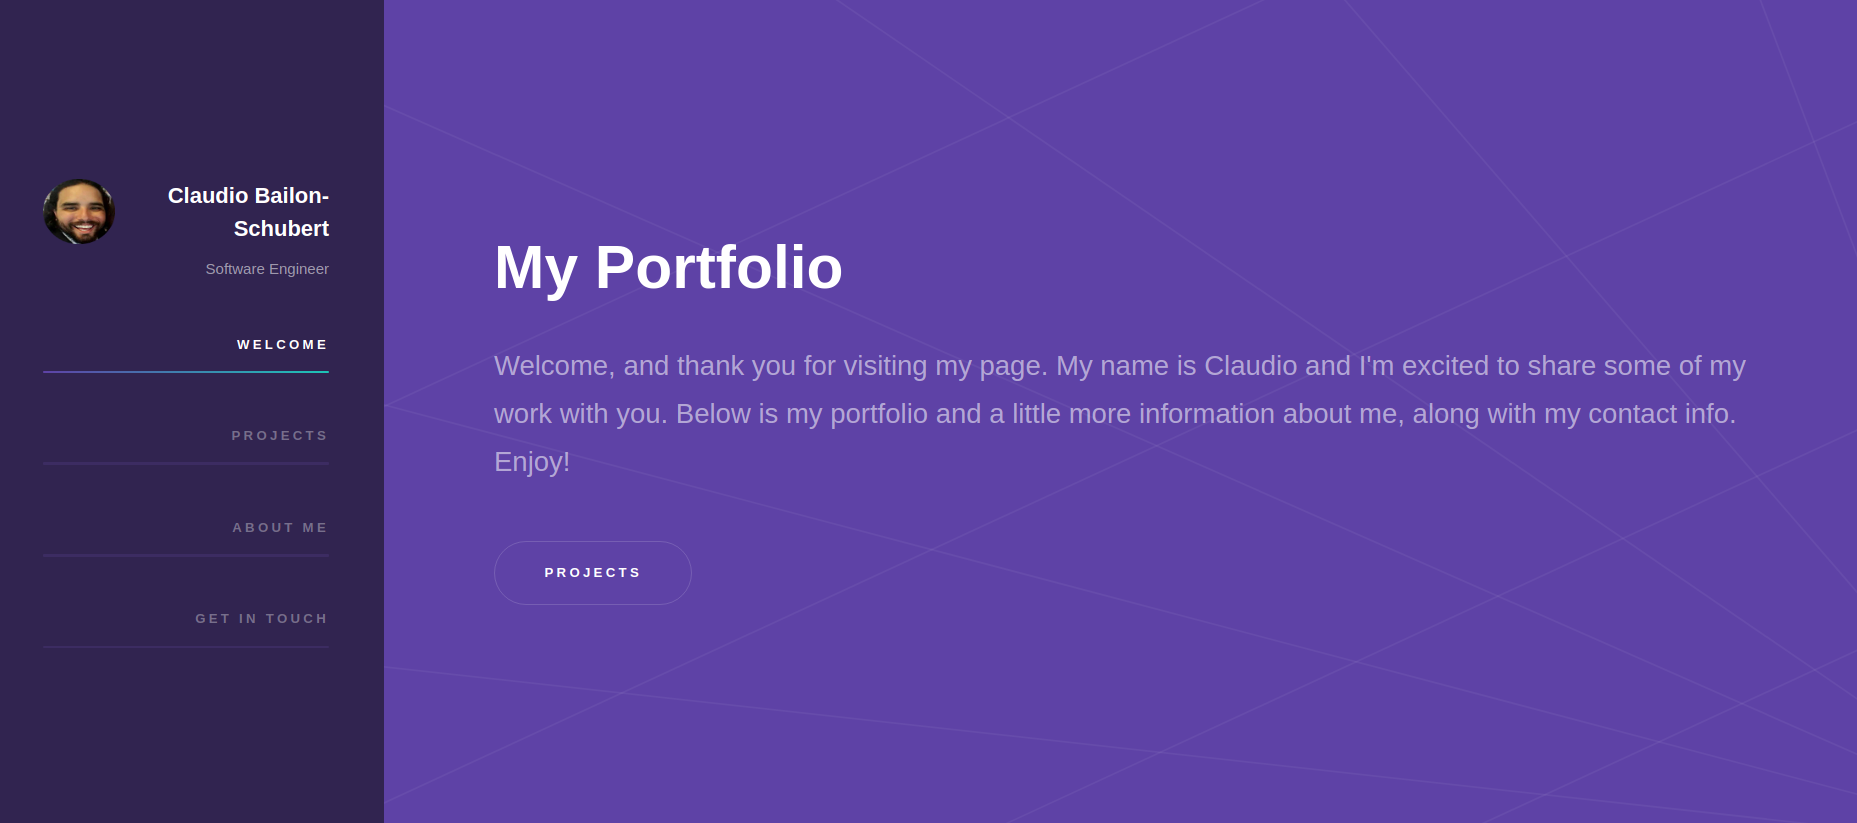 Claudio Bailon-
Schubert
Software Engineer
WELCOME
PROJECTS
ABOUT ME
GET IN TOUCH
My Portfolio
Welcome, and thank you for visiting my page. My name is Claudio and I'm excited to share some of my
work with you. Below is my portfolio and a little more information about me, along with my contact info.
Enjoy!
PROJECTS